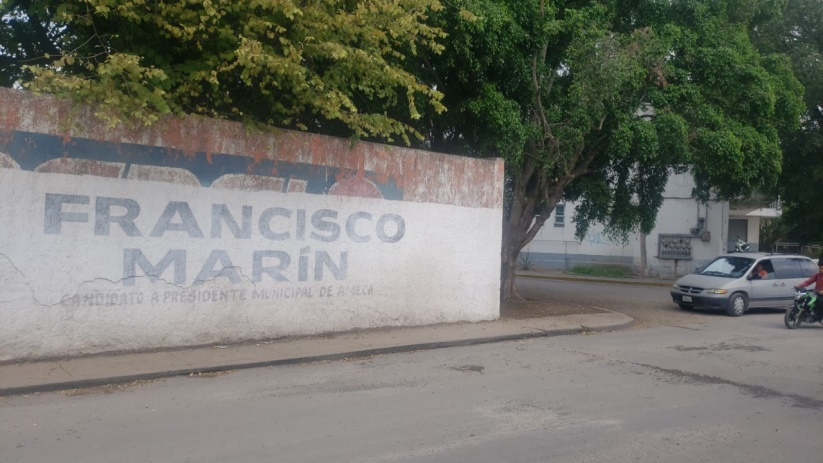 FRANCISCO
MARÍN
CANDIDATO A PRESIDENTE MUNICIPAL DE AMECA